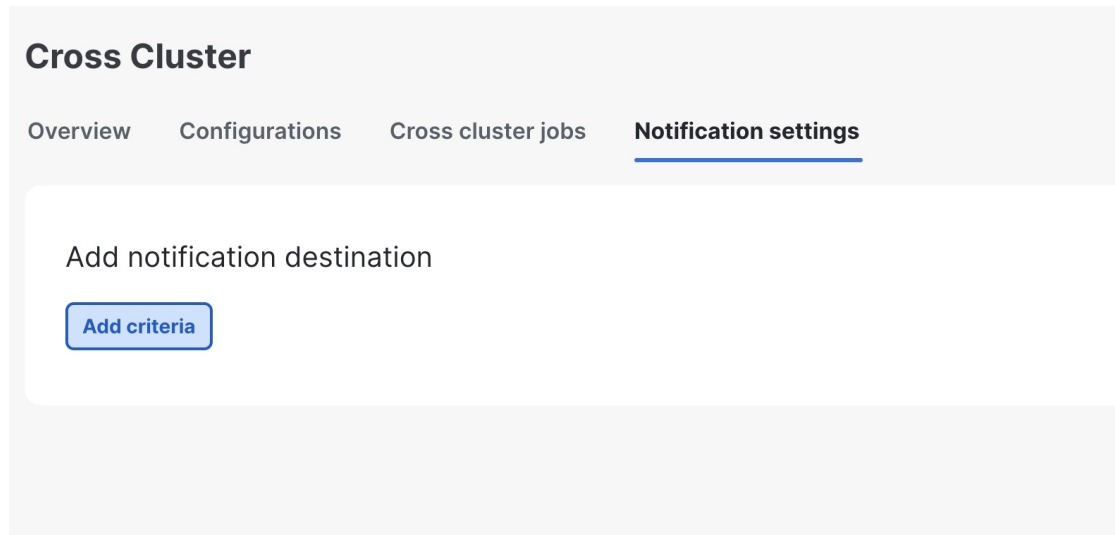 Cross Cluster
Overview Configurations Cross cluster jobs Notification settings
Add notification destination
Add criteria